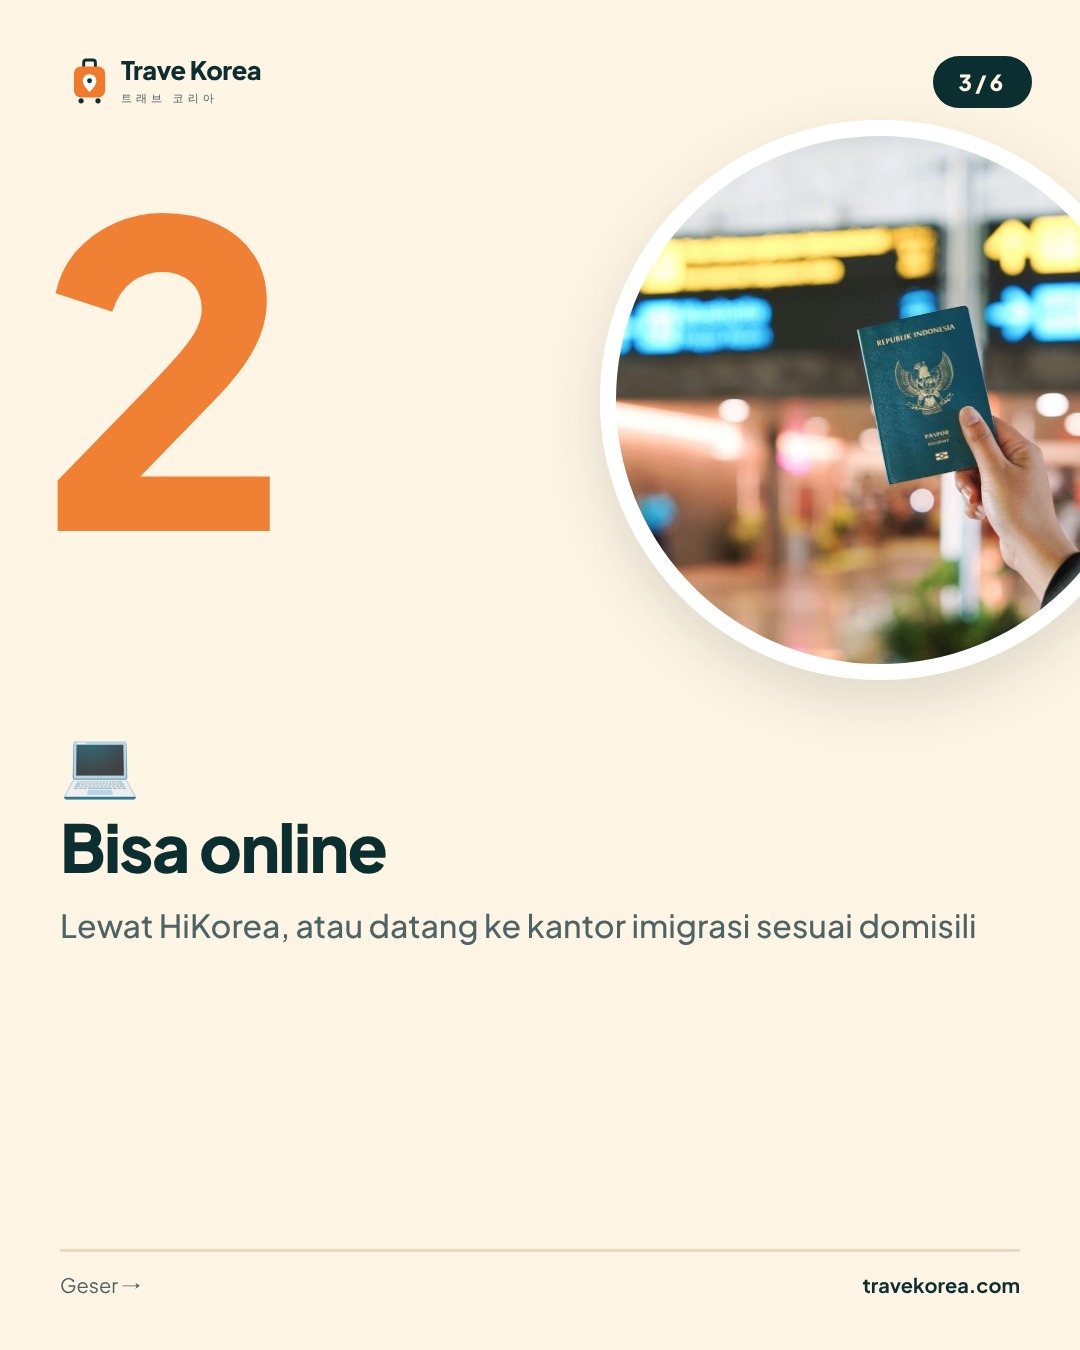 Trave Korea
트래브 코리아
3/6
2
REPUBLIK INDONESIA
PASPOR
Bisa online
Lewat HiKorea, atau datang ke kantor imigrasi sesuai domisili
Geser →
travekorea.com